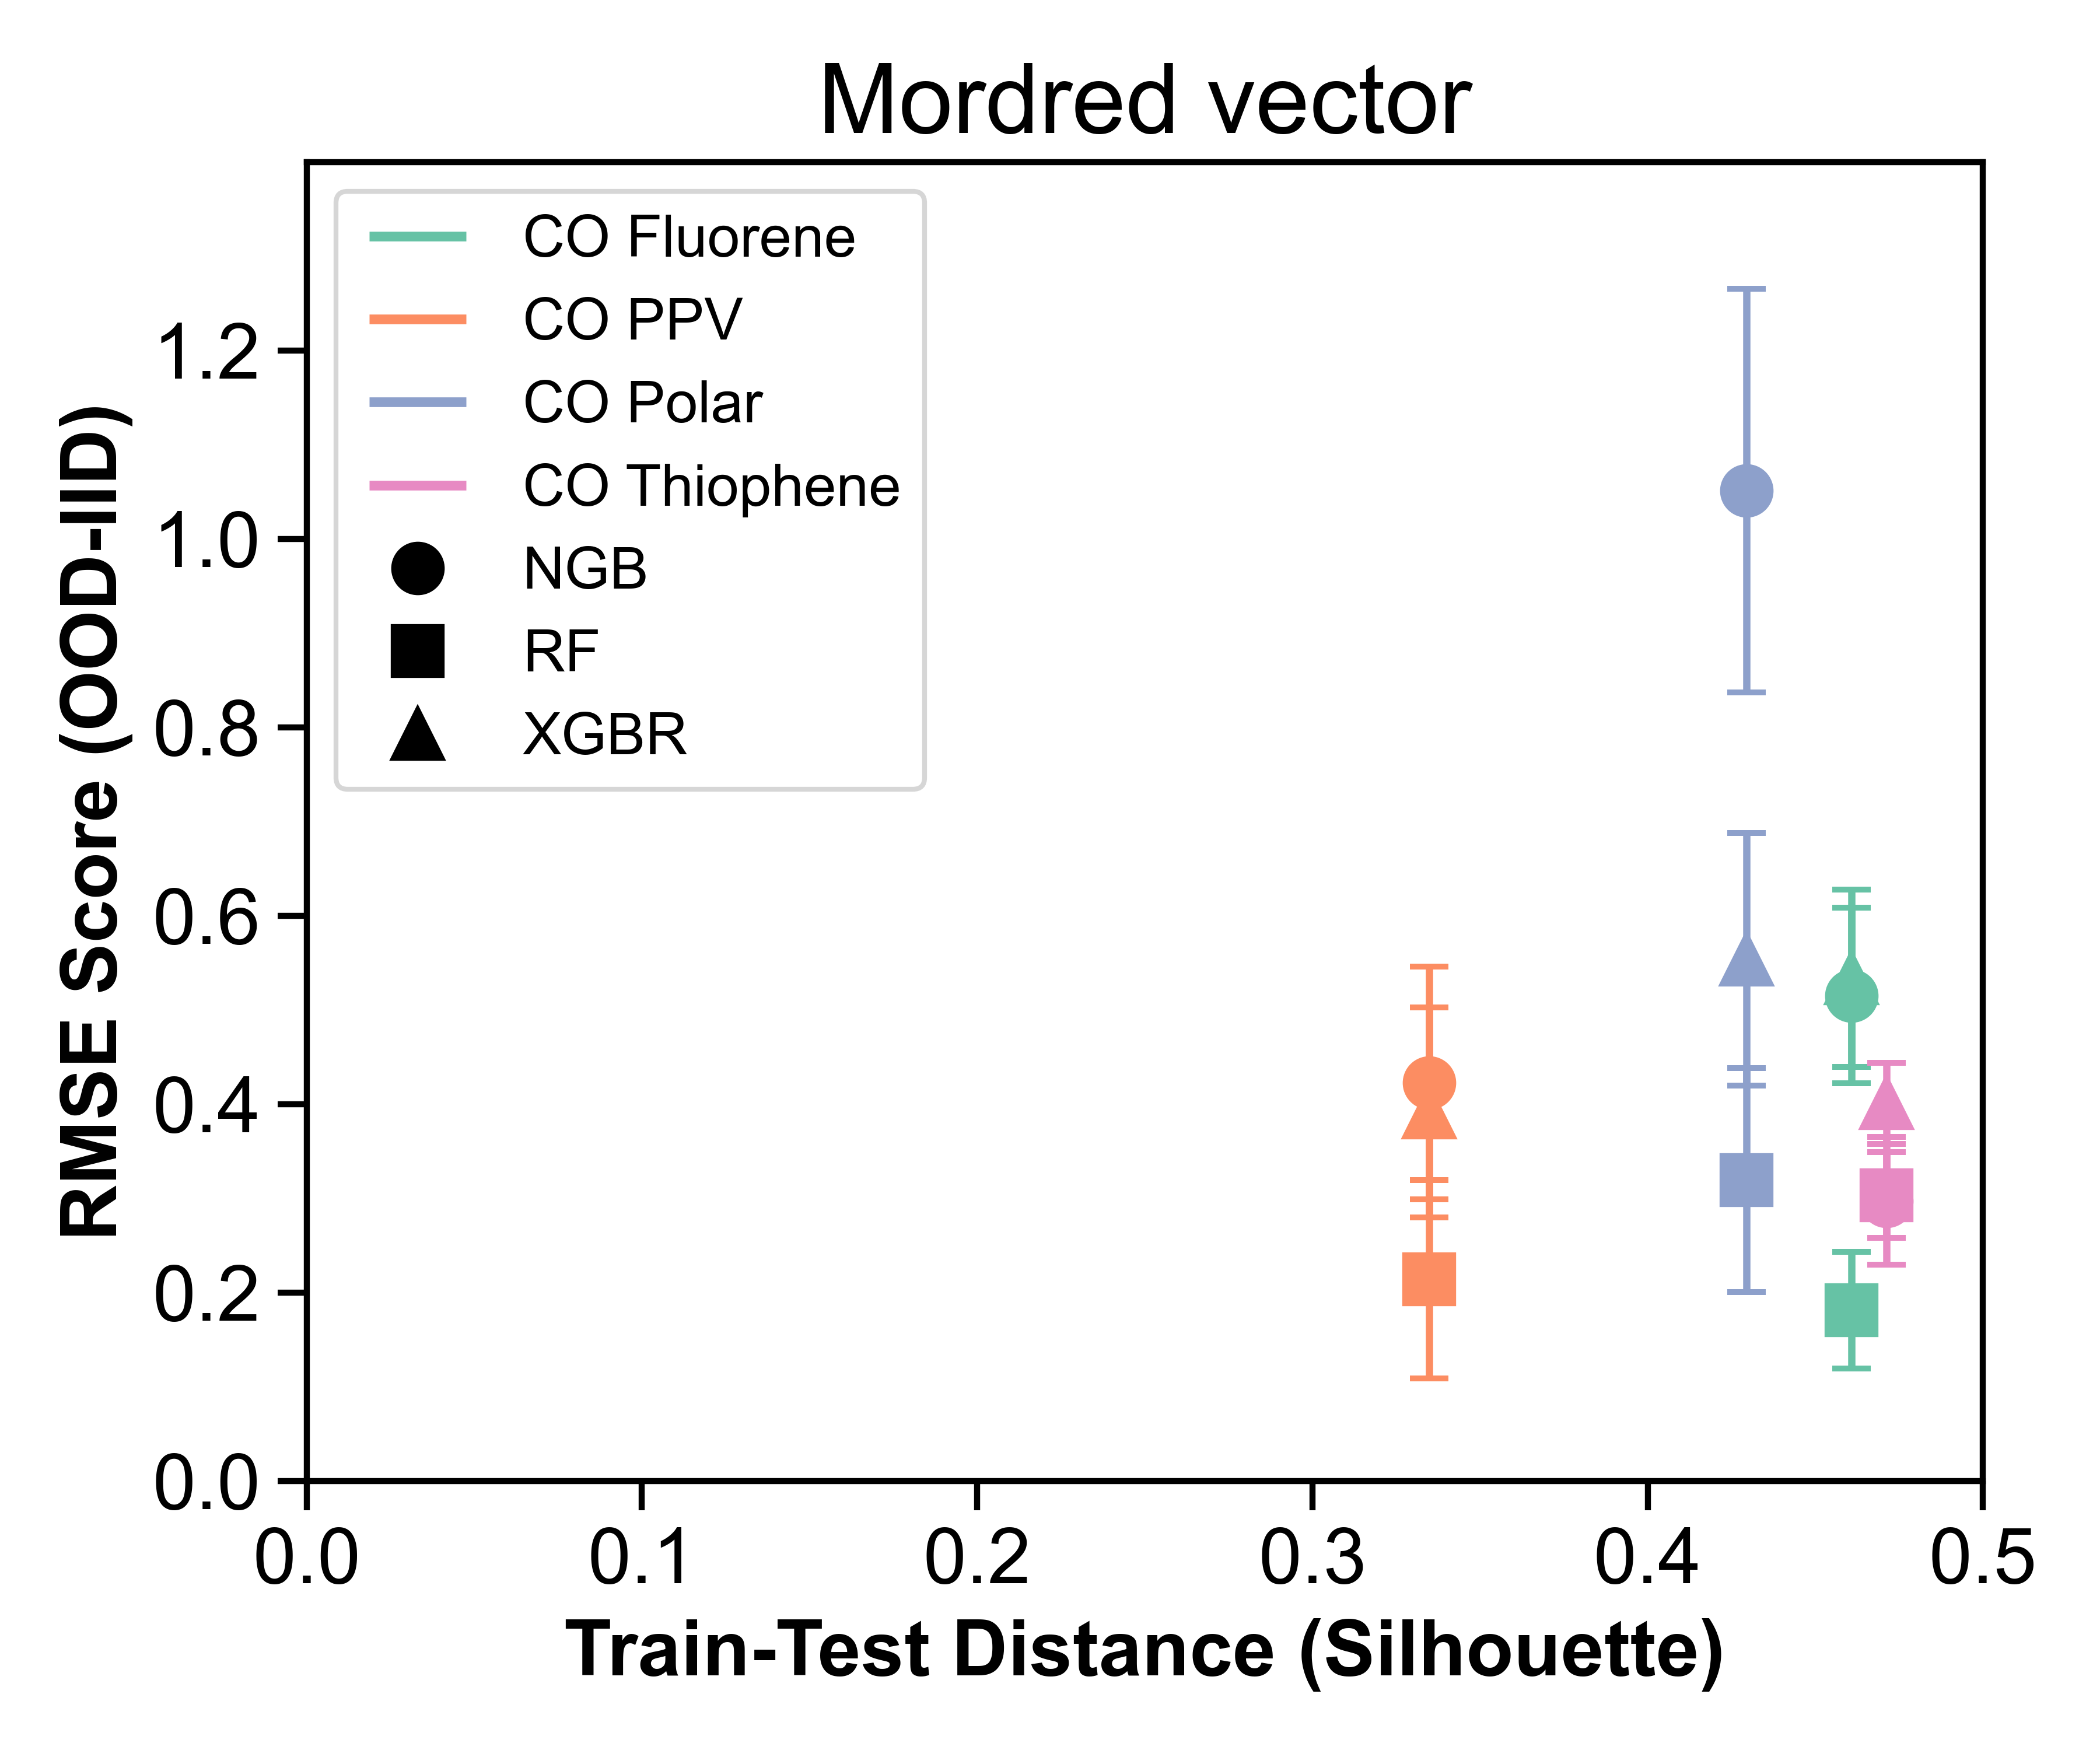 Mordred vector
CO Fluorene
CO PPV
CO Polar
CO Thiophene
NGB
RF
XGBR
RMSE Score (OOD-IID)
1.2
1.0
0.8
0.6
0.4
0.2
0.0
0.0 0.1 0.2 0.3 0.4 0.5
Train-Test Distance (Silhouette)